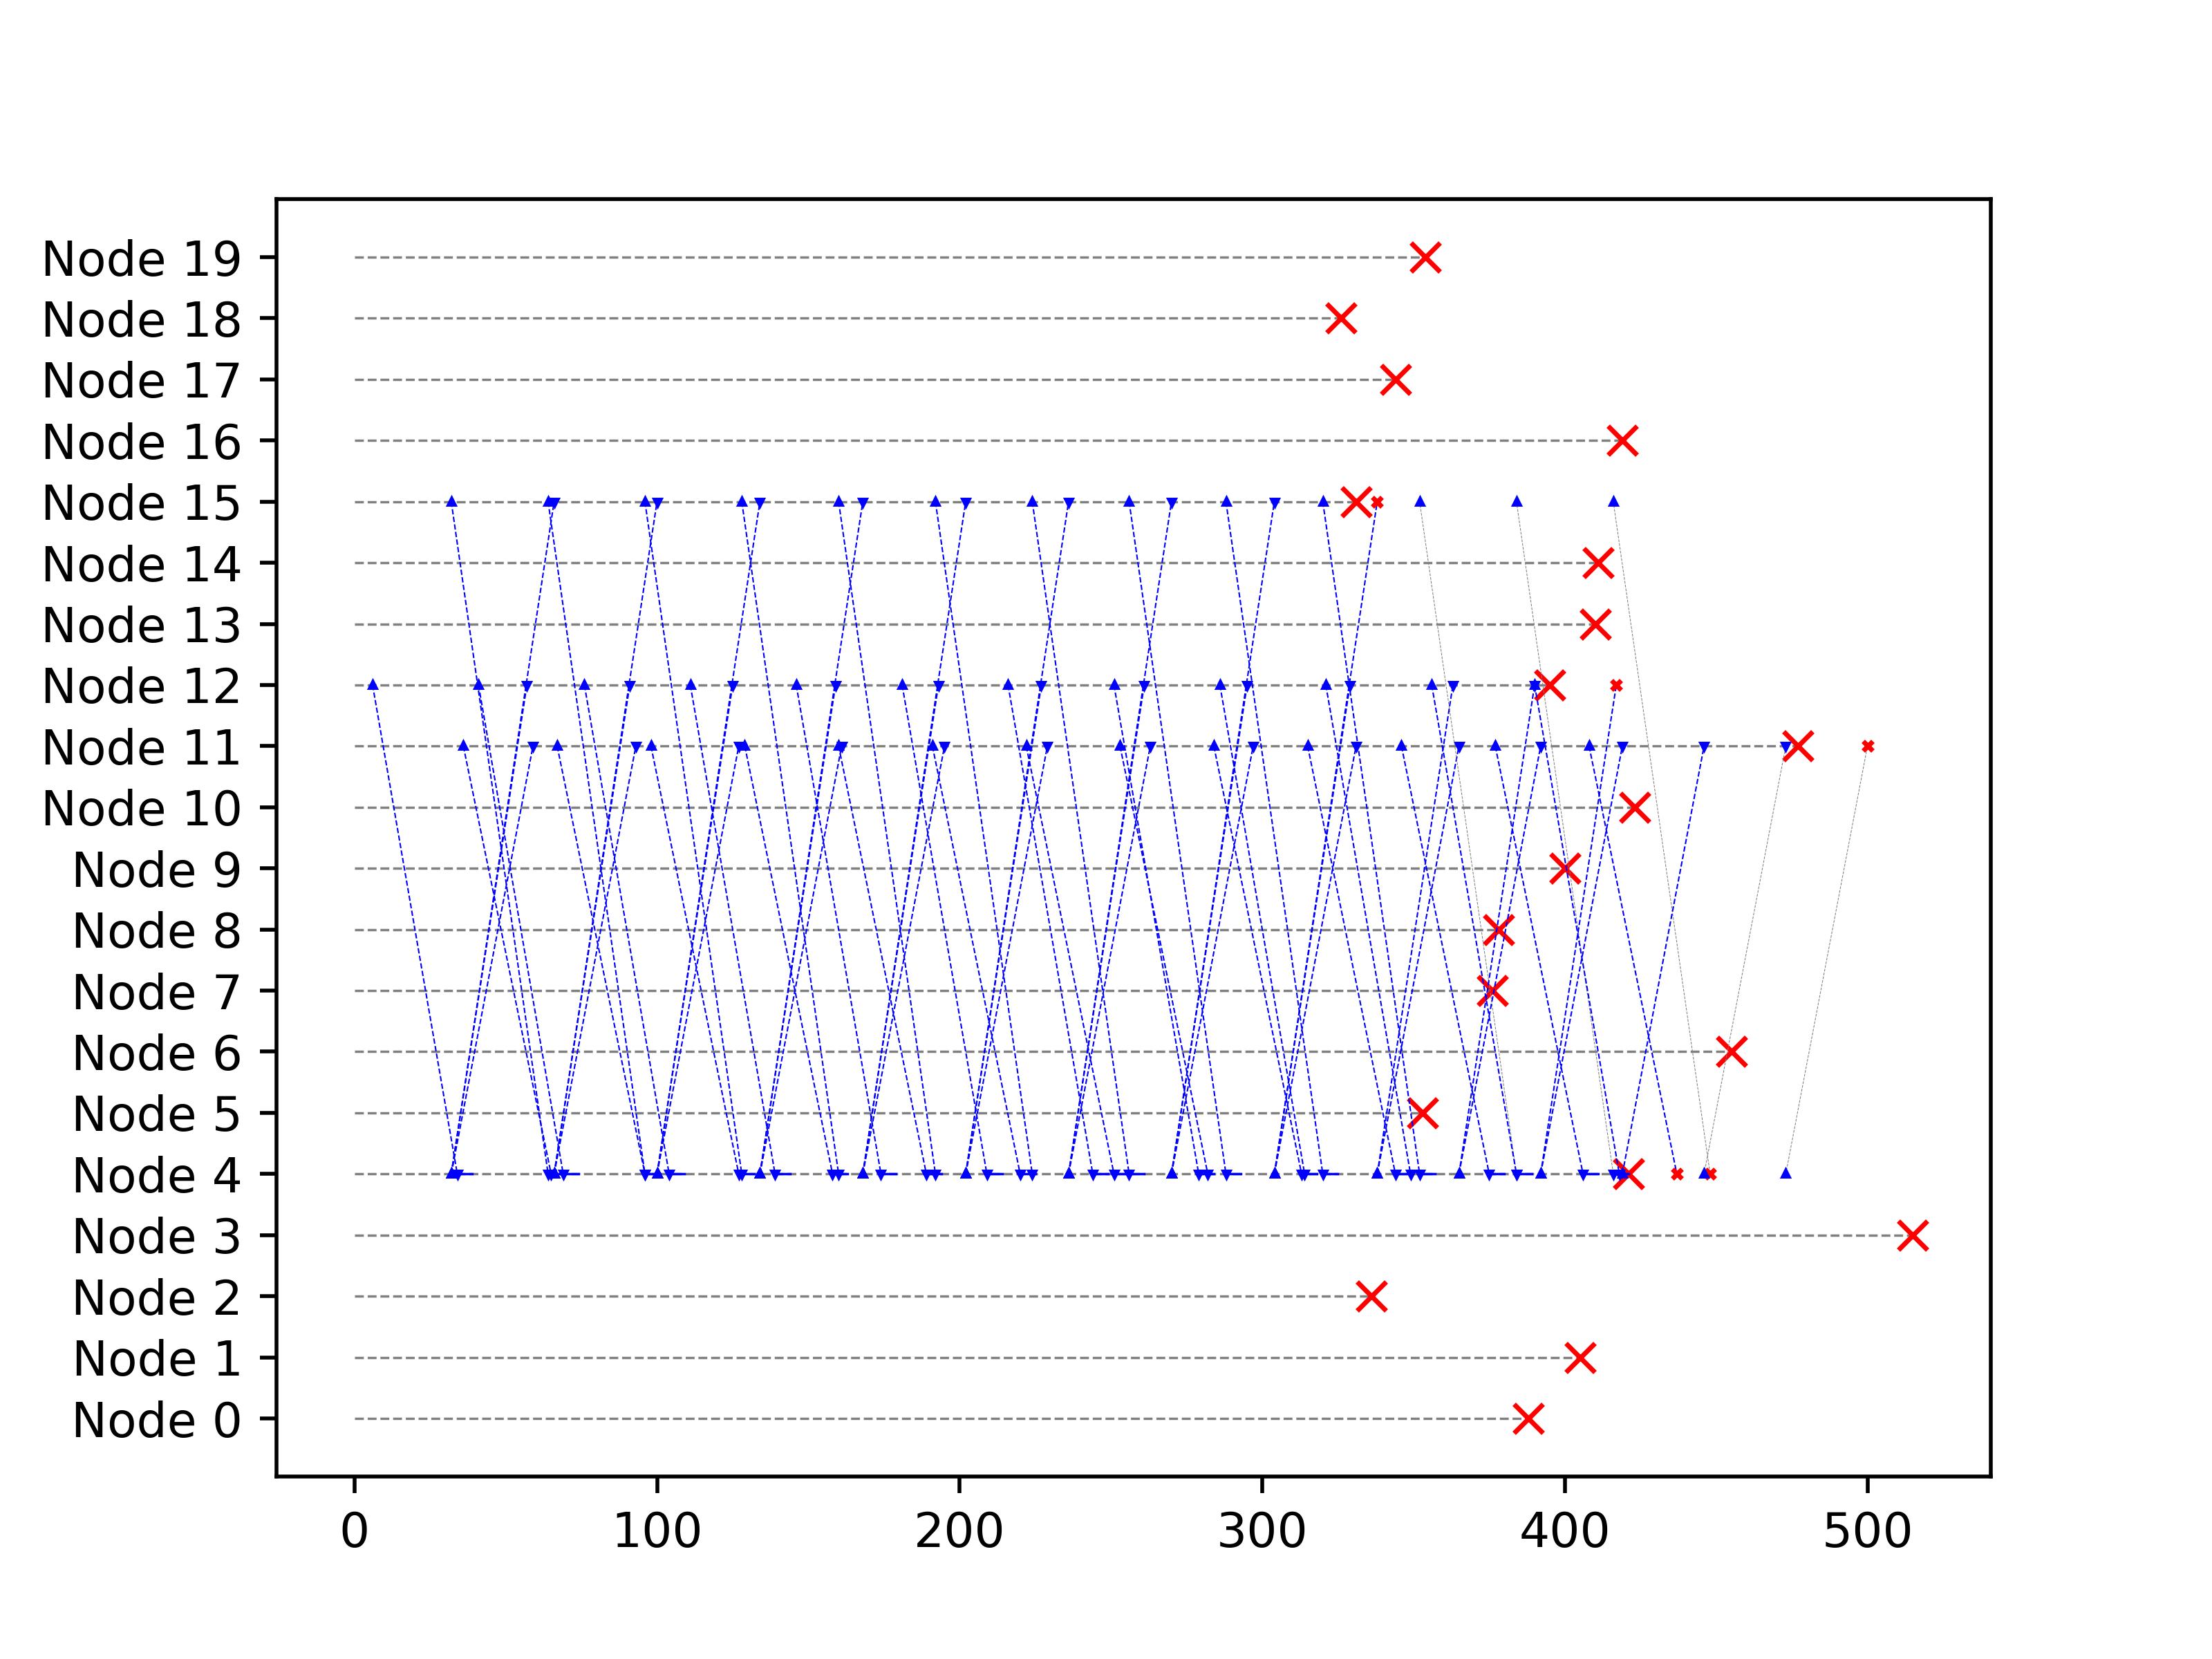 Node 19
Node 18
Node 17
Node 16
Node 15
Node 14
Node 13
Node 12
Node 11
Node 10
Node 9
Node 8
Node 7
Node 6
Node 5
Node 4
Node 3
Node 2
Node 1
Node 0
0 100 200 300 400 500